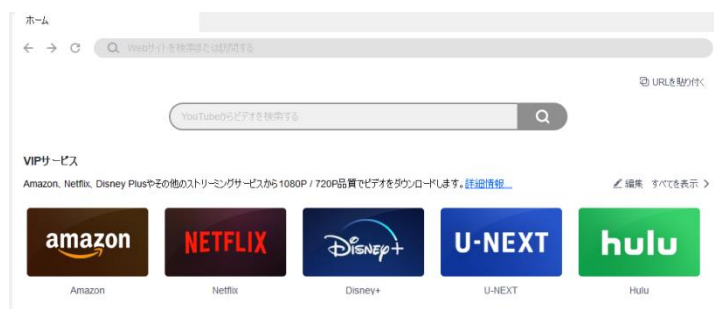 ホーム
Webサイトを検索または訪問する
URLを貼り付く
YouTubeからビデオを検索する
VIPサービス
Amazon, Netflix, Disney Plusやその他のストリーミングサービスから1080P / 720P品質でビデオをダウンロードします。詳細情報...
編集 すべてを表示 >
amazon NETFLIX Disney+ U-NEXT hulu
Amazon Netflix Disney+ U-NEXT Hulu